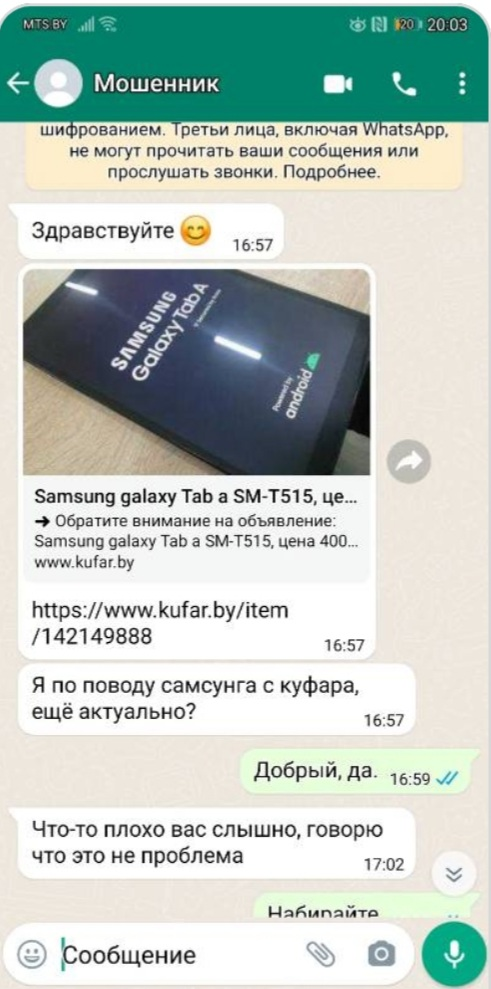 MTS BY 20 20:03
Мошенник
шифрованием. Третьи лица, включая WhatsApp,
не могут прочитать ваши сообщения или
прослушать звонки. Подробнее.
Здравствуйте 😊 16:57
SAMSUNG
Galaxy Tab A
Powered by
android
Samsung galaxy Tab a SM-T515, це...
➔ Обратите внимание на объявление:
Samsung galaxy Tab a SM-T515, цена 400...
www.kufar.by
https://www.kufar.by/item
/142149888 16:57
Я по поводу самсунга с куфара,
ещё актуально? 16:57
Добрый, да. 16:59
Что-то плохо вас слышно, говорю
что это не проблема 17:02
Набирайте
Сообщение